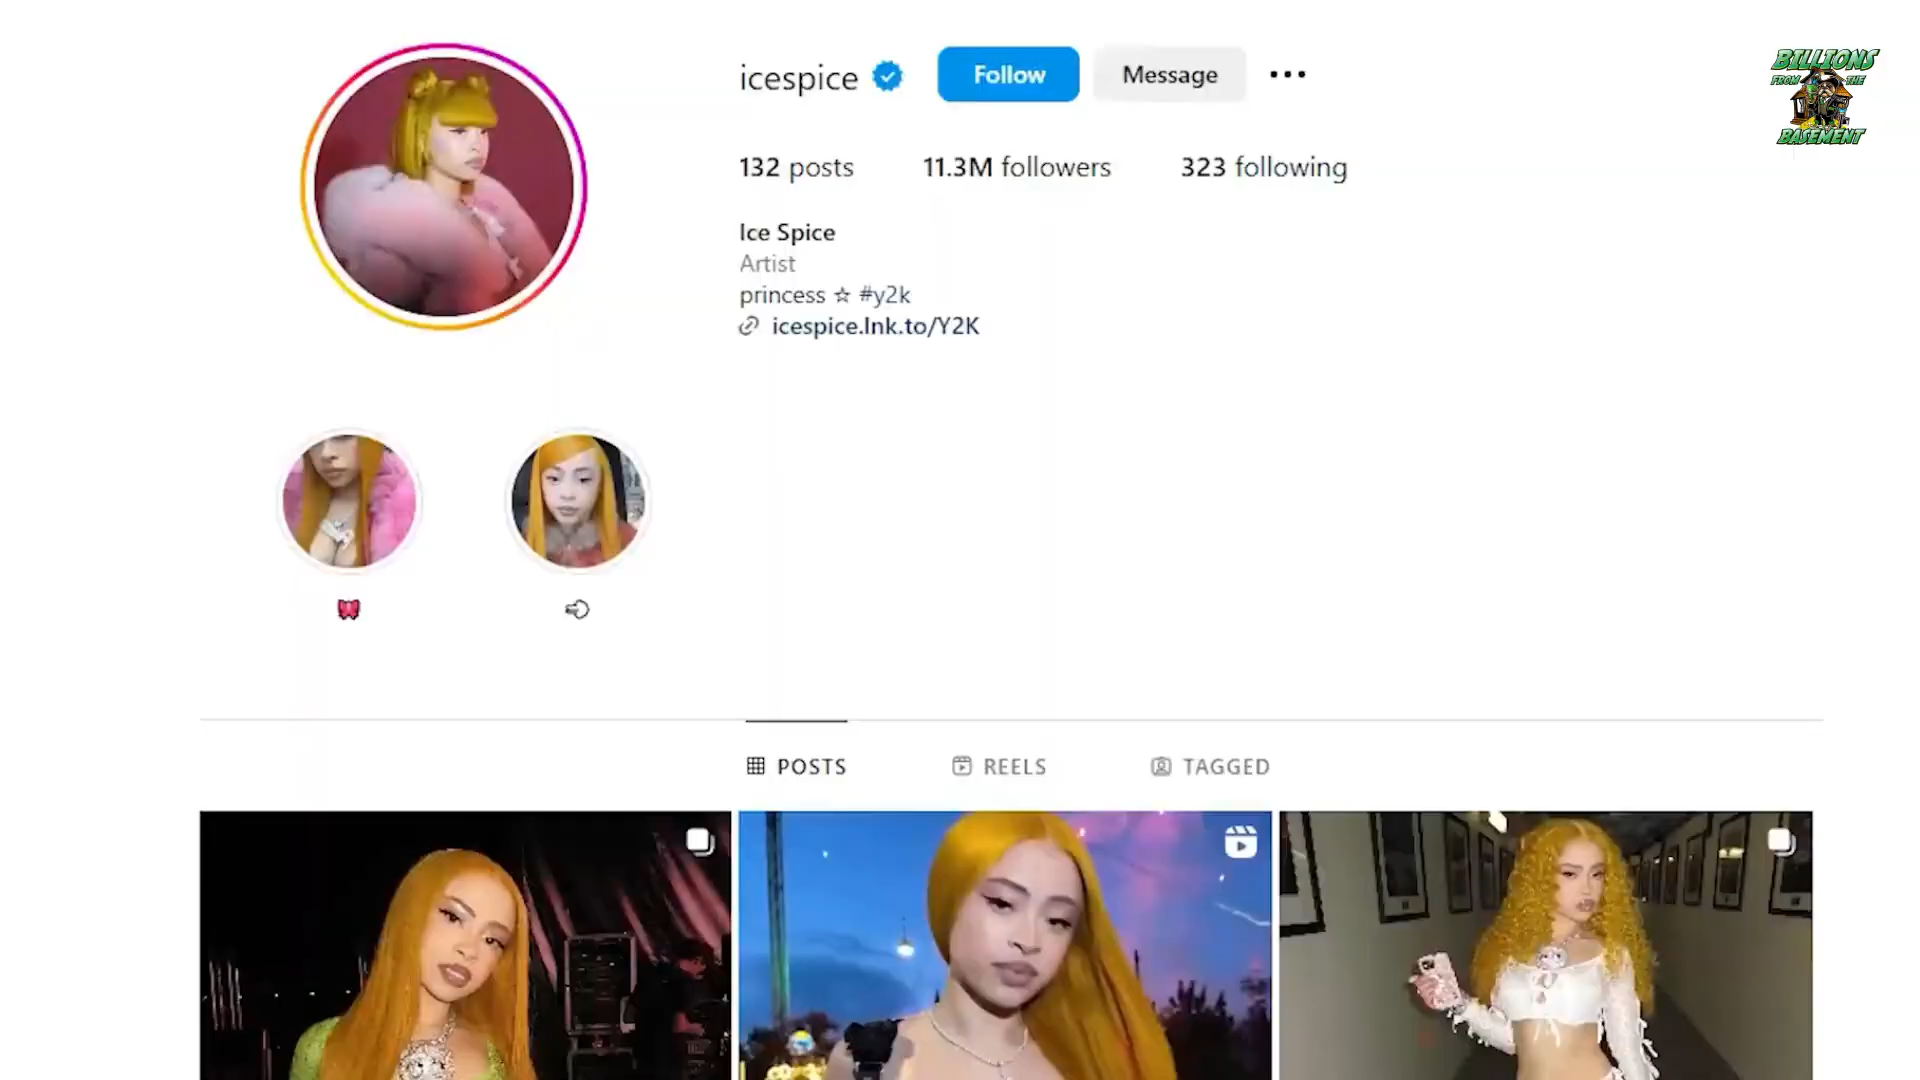 icespice Follow Message
BILLIONS
FROM THE
BASEMENT
132 posts 11.3M followers 323 following
Ice Spice
Artist
princess ☆ #y2k
icespice.lnk.to/Y2K
POSTS REELS TAGGED